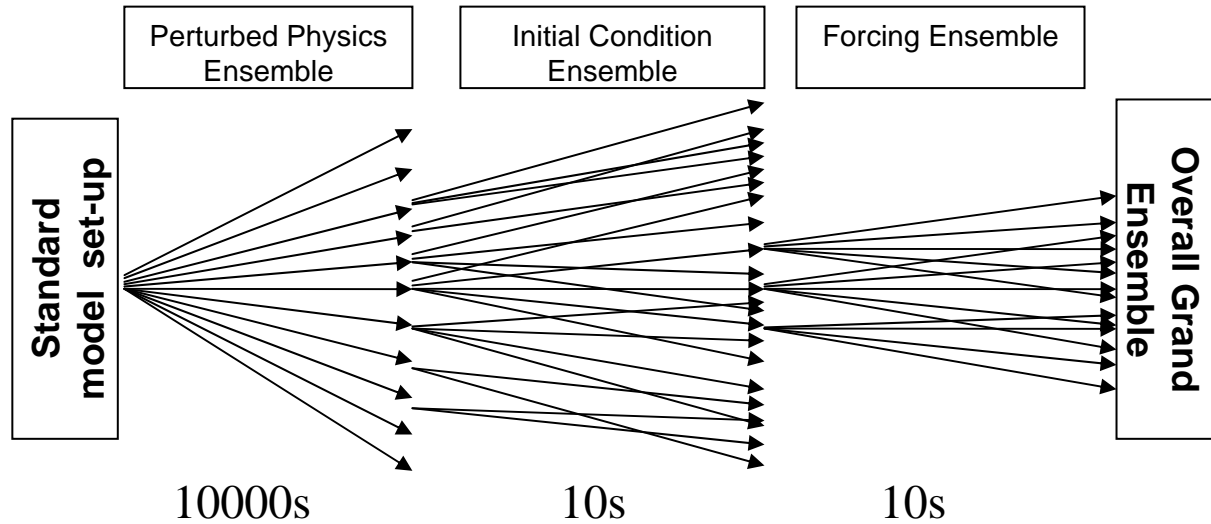 Perturbed Physics
Ensemble
Initial Condition
Ensemble
Forcing Ensemble
Standard
model set-up
Overall Grand
Ensemble
10000s
10s
10s